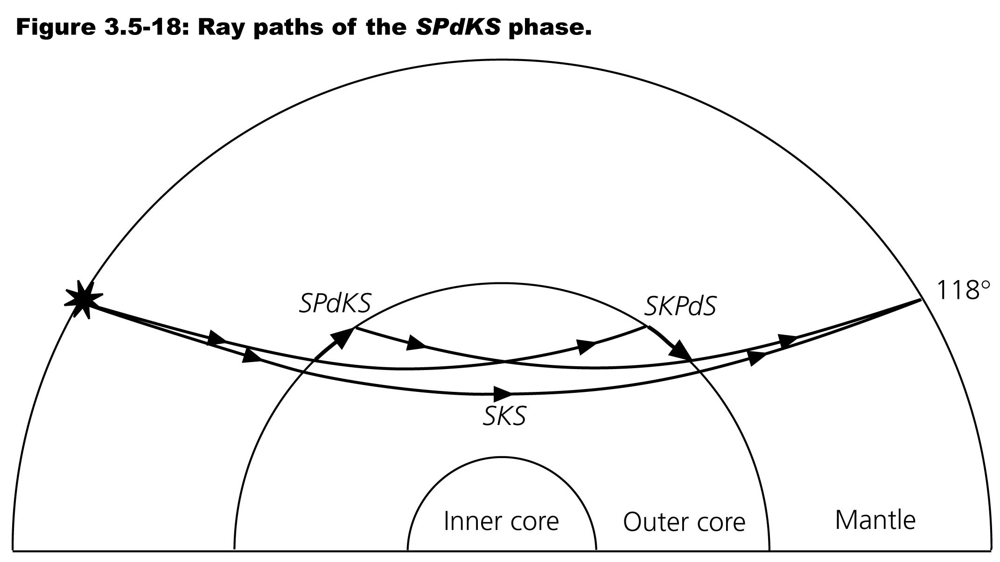 Figure 3.5-18: Ray paths of the SPdKS phase.
118°
SPdKS
SKPdS
SKS
Inner core
Outer core
Mantle